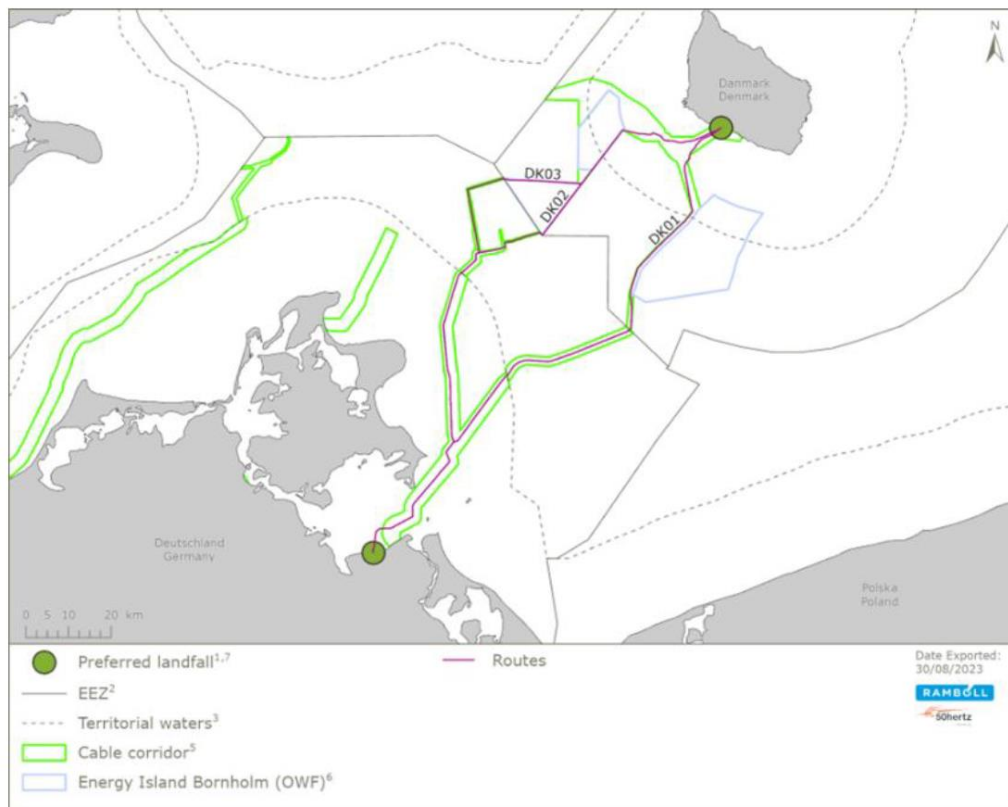 N
Danmark
Denmark
DK03
DK02
DK01
Deutschland
Germany
Polska
Poland
0 5 10 20 km
Preferred landfall1,7
Routes
EEZ2
Territorial waters3
Cable corridor5
Energy Island Bornholm (OWF)6
Date Exported:
30/08/2023
RAMBOLL
50hertz